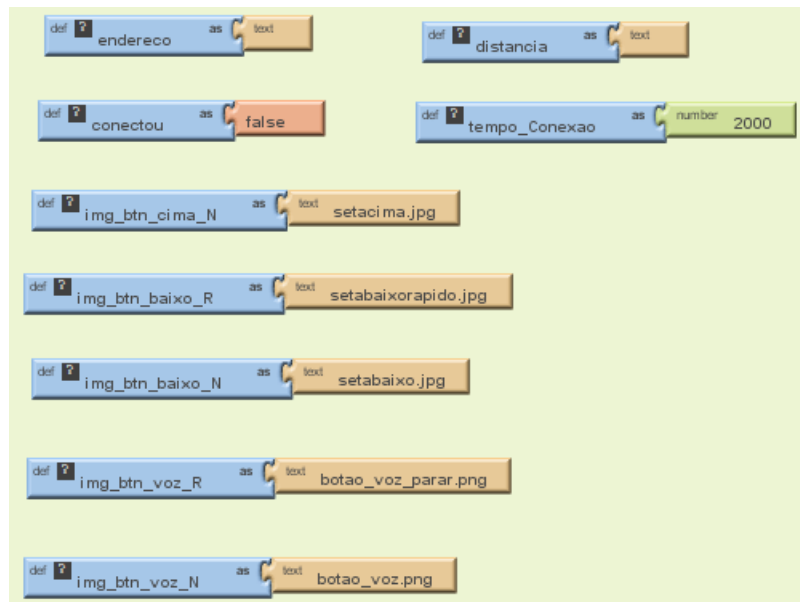 def ? endereco as text
def ? distancia as text
def ? conectou as false
def ? tempo_Conexao as number 2000
def ? img_btn_cima_N as text setacima.jpg
def ? img_btn_baixo_R as text setabaixorapido.jpg
def ? img_btn_baixo_N as text setabaixo.jpg
def ? img_btn_voz_R as text botao_voz_parar.png
def ? img_btn_voz_N as text botao_voz.png